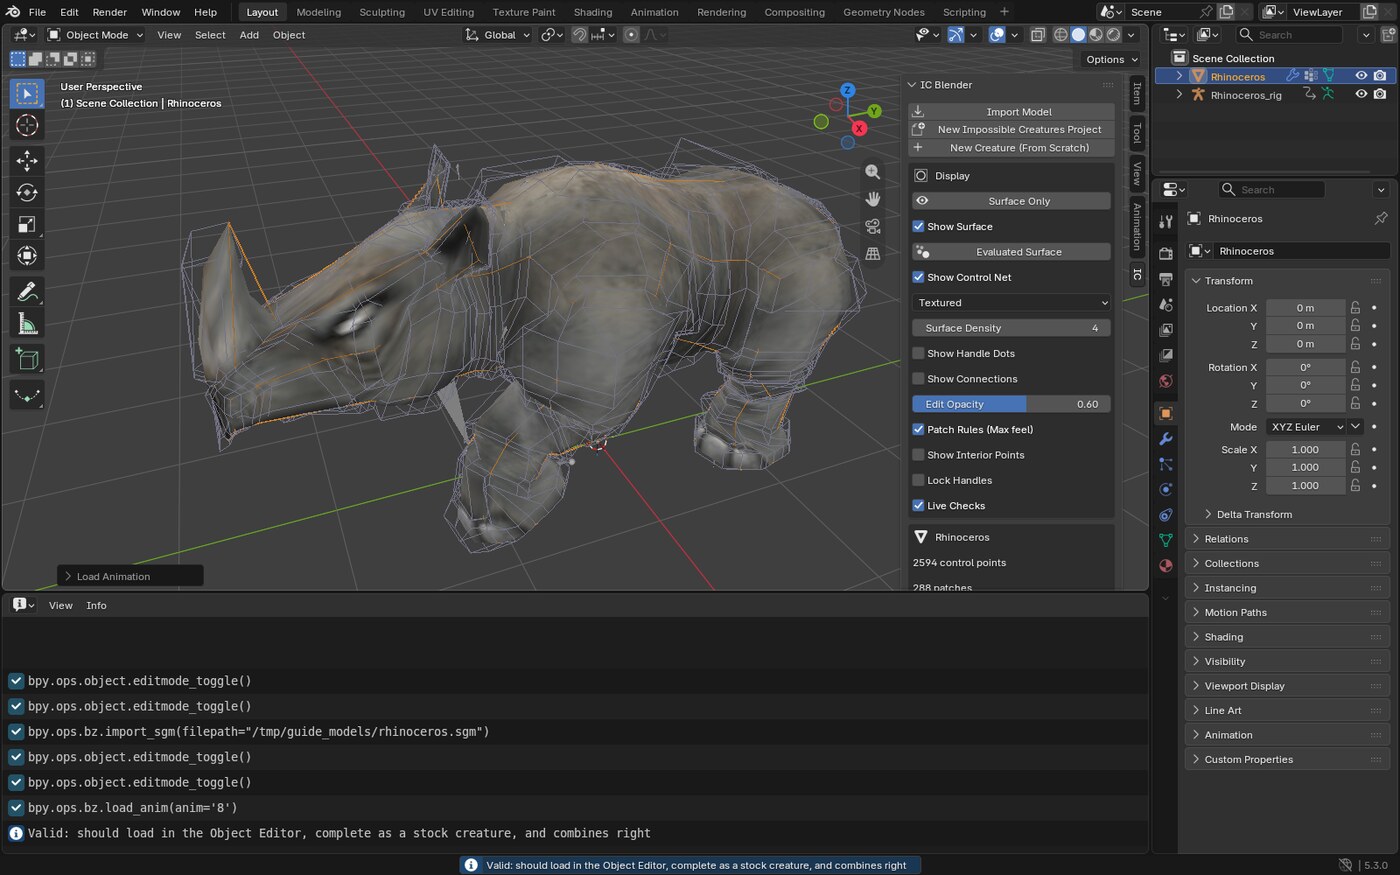 File Edit Render Window Help Layout Modeling Sculpting UV Editing Texture Paint Shading Animation Rendering Compositing Geometry Nodes Scripting + Scene ViewLayer
Object Mode View Select Add Object Global Search
Options
User Perspective
(1) Scene Collection | Rhinoceros
Z
Y
X
IC Blender
Import Model
New Impossible Creatures Project
New Creature (From Scratch)
Display
Surface Only
Show Surface
Evaluated Surface
Show Control Net
Textured
Surface Density 4
Show Handle Dots
Show Connections
Edit Opacity 0.60
Patch Rules (Max feel)
Show Interior Points
Lock Handles
Live Checks
Rhinoceros
2594 control points
288 patches
Item
Tool
View
Animation
IC
Load Animation
Scene Collection
Rhinoceros
Rhinoceros_rig
Search
Rhinoceros
Rhinoceros
Transform
Location X 0 m
Y 0 m
Z 0 m
Rotation X 0°
Y 0°
Z 0°
Mode XYZ Euler
Scale X 1.000
Y 1.000
Z 1.000
Delta Transform
Relations
Collections
Instancing
Motion Paths
Shading
Visibility
Viewport Display
Line Art
Animation
Custom Properties
View Info
bpy.ops.object.editmode_toggle()
bpy.ops.object.editmode_toggle()
bpy.ops.bz.import_sgm(filepath="/tmp/guide_models/rhinoceros.sgm")
bpy.ops.object.editmode_toggle()
bpy.ops.object.editmode_toggle()
bpy.ops.bz.load_anim(anim='8')
Valid: should load in the Object Editor, complete as a stock creature, and combines right
Valid: should load in the Object Editor, complete as a stock creature, and combines right
5.3.0